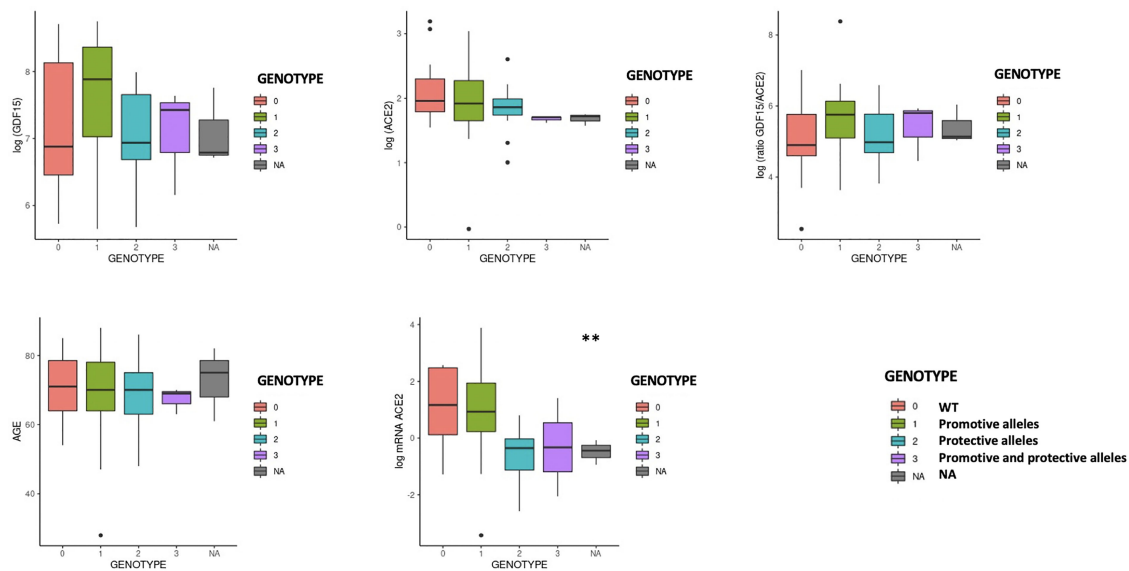 log (GDF15)
8
7
6
0 1 2 3 NA
GENOTYPE
GENOTYPE
0
1
2
3
NA
log (ACE2)
3
2
1
0
0 1 2 3 NA
GENOTYPE
GENOTYPE
0
1
2
3
NA
log (ratio GDF15/ACE2)
8
6
4
0 1 2 3 NA
GENOTYPE
GENOTYPE
0
1
2
3
NA
AGE
80
60
40
0 1 2 3 NA
GENOTYPE
GENOTYPE
0
1
2
3
NA
log mRNA ACE2
4
2
0
-2
**
0 1 2 3 NA
GENOTYPE
GENOTYPE
0
1
2
3
NA
GENOTYPE
0 WT
1 Promotive alleles
2 Protective alleles
3 Promotive and protective alleles
NA NA